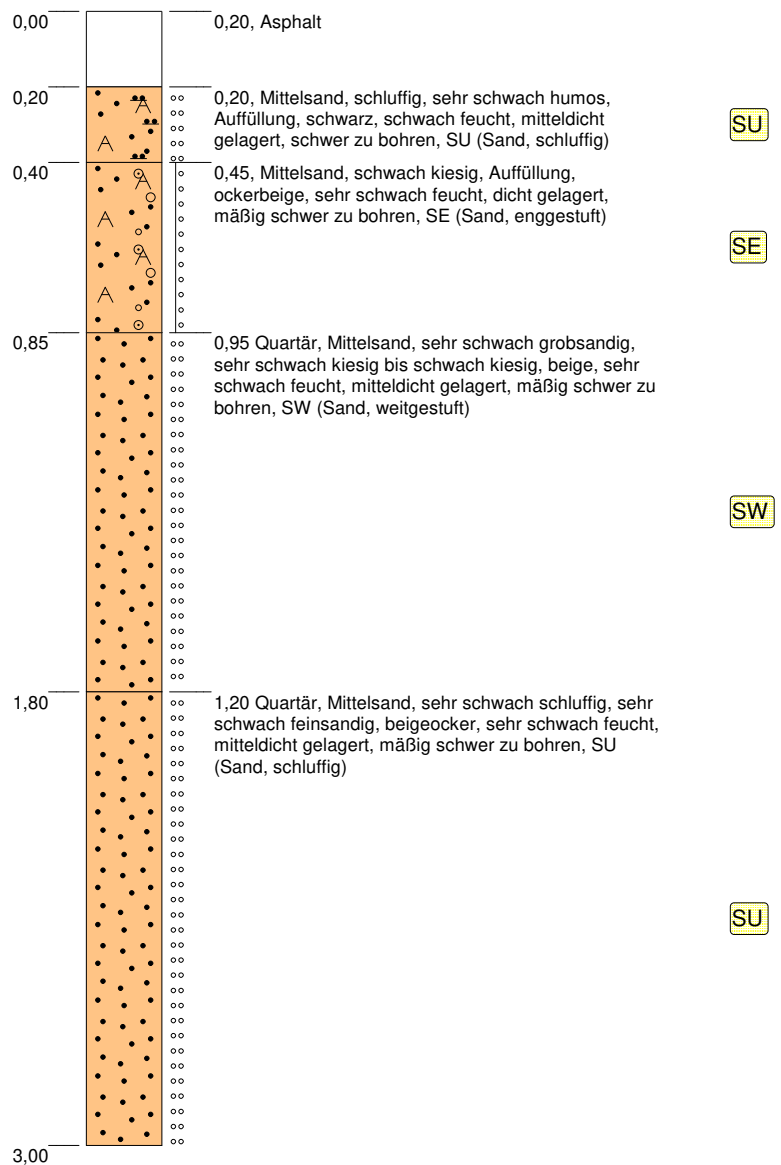 0,00
0,20, Asphalt
0,20
0,20, Mittelsand, schluffig, sehr schwach humos,
Auffüllung, schwarz, schwach feucht, mitteldicht
gelagert, schwer zu bohren, SU (Sand, schluffig)
SU
0,40
0,45, Mittelsand, schwach kiesig, Auffüllung,
ockerbeige, sehr schwach feucht, dicht gelagert,
mäßig schwer zu bohren, SE (Sand, enggestuft)
SE
0,85
0,95 Quartär, Mittelsand, sehr schwach grobsandig,
sehr schwach kiesig bis schwach kiesig, beige, sehr
schwach feucht, mitteldicht gelagert, mäßig schwer zu
bohren, SW (Sand, weitgestuft)
SW
1,80
1,20 Quartär, Mittelsand, sehr schwach schluffig, sehr
schwach feinsandig, beigeocker, sehr schwach feucht,
mitteldicht gelagert, mäßig schwer zu bohren, SU
(Sand, schluffig)
SU
3,00
A
A
A
A
A
A